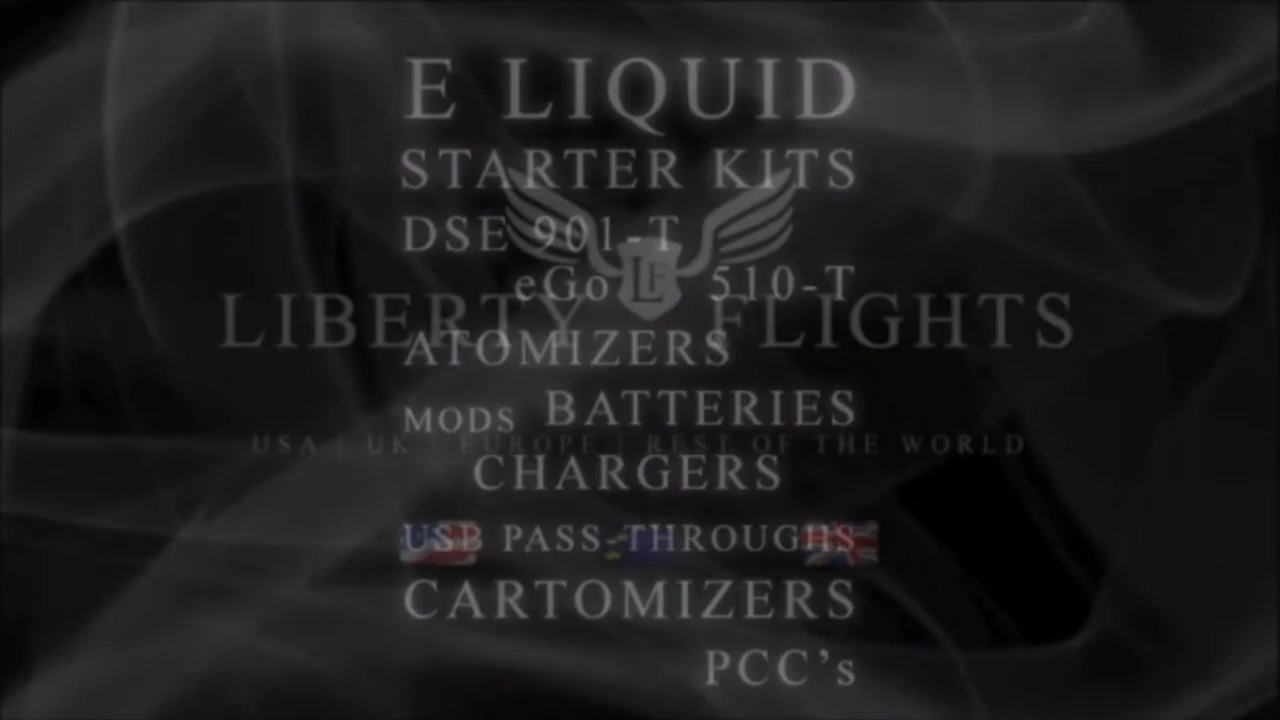 E LIQUID
STARTER KITS
DSE 901-T
eGo 510-T
LF
LIBERTY FLIGHTS
ATOMIZERS
MODS BATTERIES
USA | UK | EUROPE | REST OF THE WORLD
CHARGERS
USB PASS-THROUGHS
CARTOMIZERS
PCC's